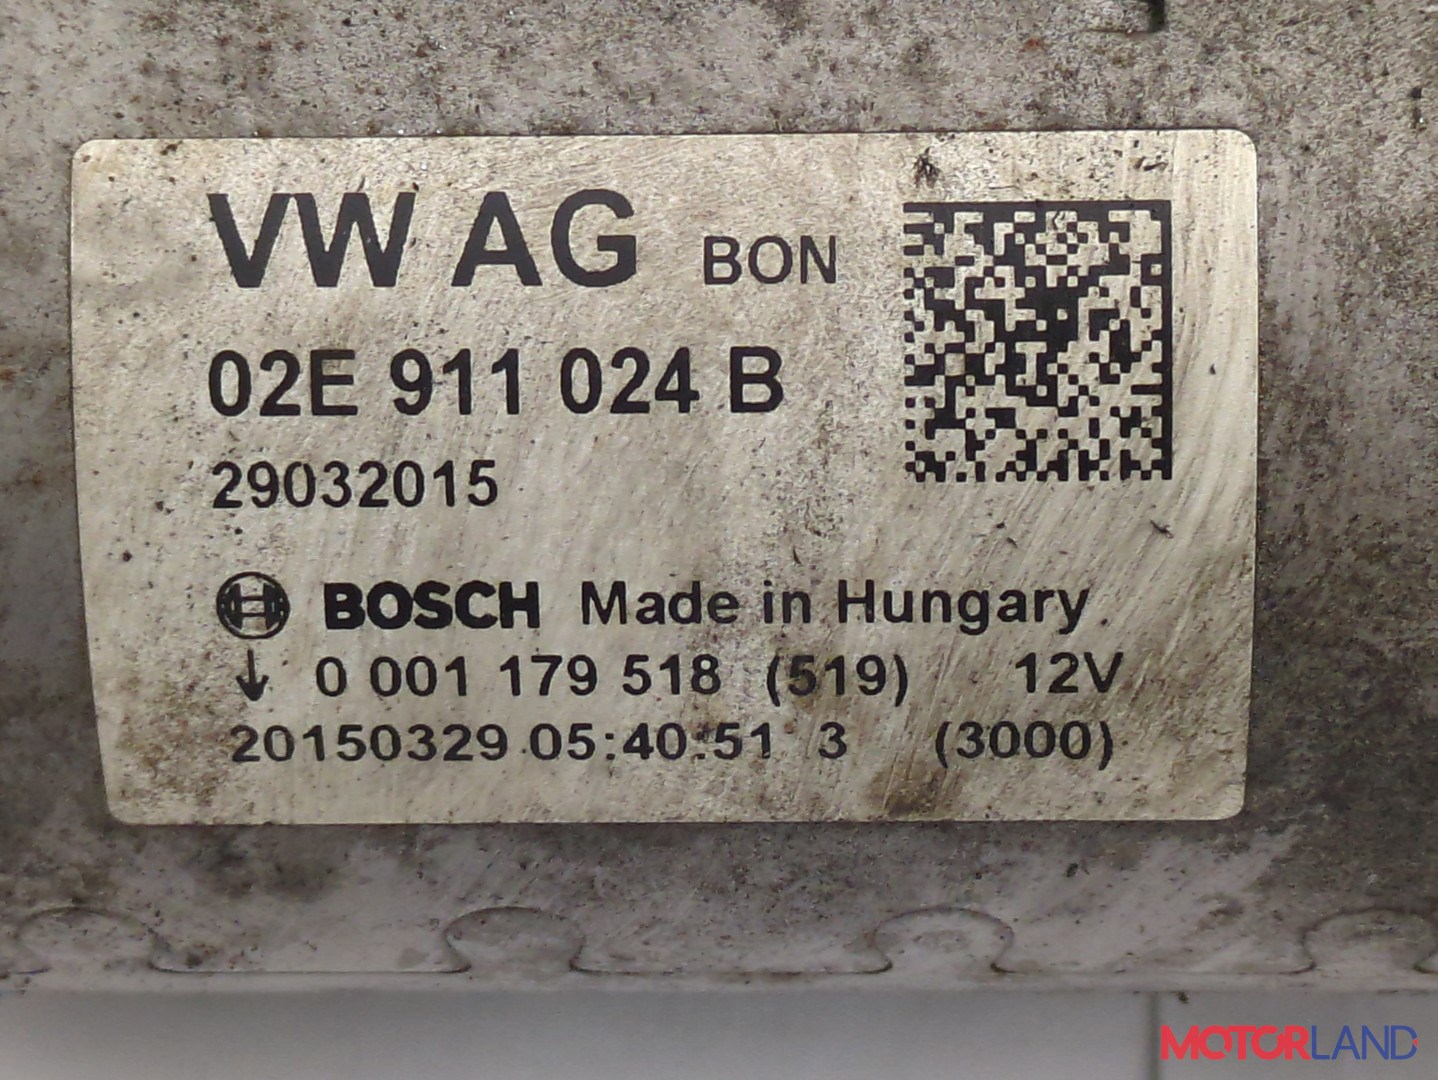 VW AG BON
02E 911 024 B
29032015
BOSCH Made in Hungary
↓ 0 001 179 518 (519) 12V
20150329 05:40:51 3 (3000)
MOTORLAND